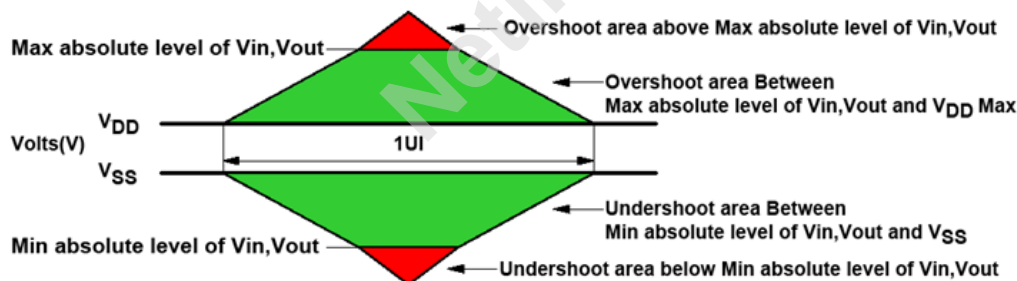 Overshoot area above Max absolute level of Vin,Vout
Max absolute level of Vin,Vout
Overshoot area Between
Max absolute level of Vin,Vout and VDD Max
VDD
Volts(V)
1UI
VSS
Undershoot area Between
Min absolute level of Vin,Vout and VSS
Min absolute level of Vin,Vout
Undershoot area below Min absolute level of Vin,Vout